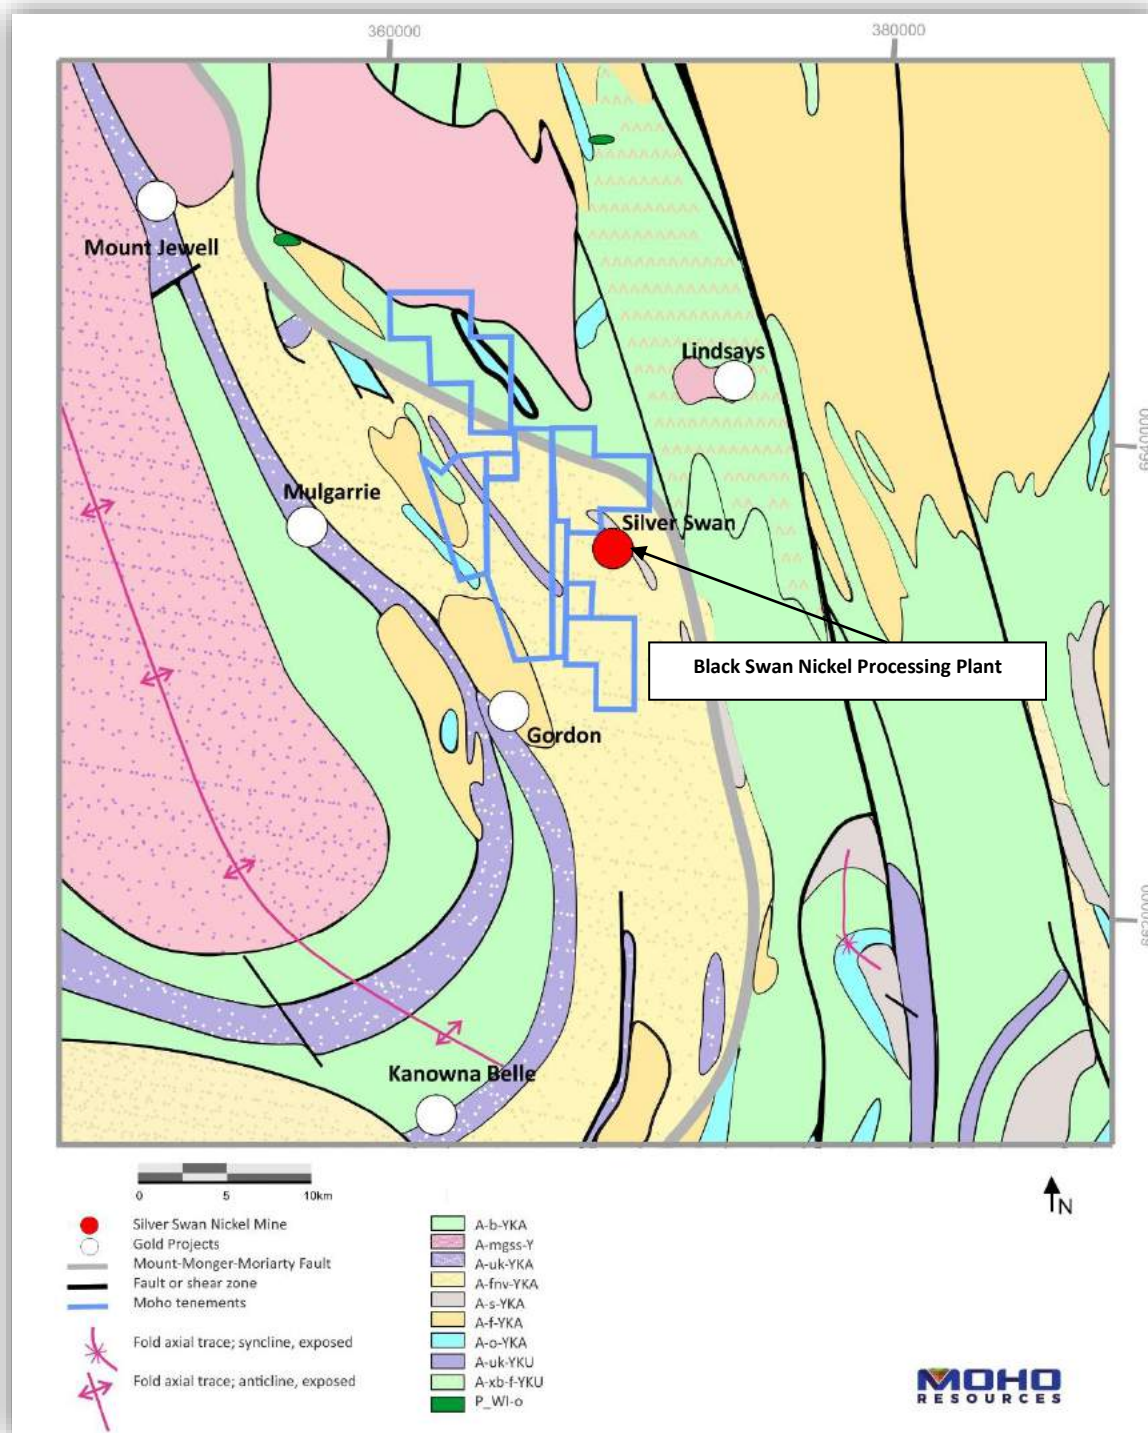 360000
380000
Mount Jewell
Lindsays
Mulgarrie
Silver Swan
Black Swan Nickel Processing Plant
Gordon
Kanowna Belle
0 5 10km
N
Silver Swan Nickel Mine
Gold Projects
Mount-Monger-Moriarty Fault
Fault or shear zone
Moho tenements
Fold axial trace; syncline, exposed
Fold axial trace; anticline, exposed
A-b-YKA
A-mgss-Y
A-uk-YKA
A-fnv-YKA
A-s-YKA
A-f-YKA
A-o-YKA
A-uk-YKU
A-xb-f-YKU
P_WI-o
MOHO
RESOURCES